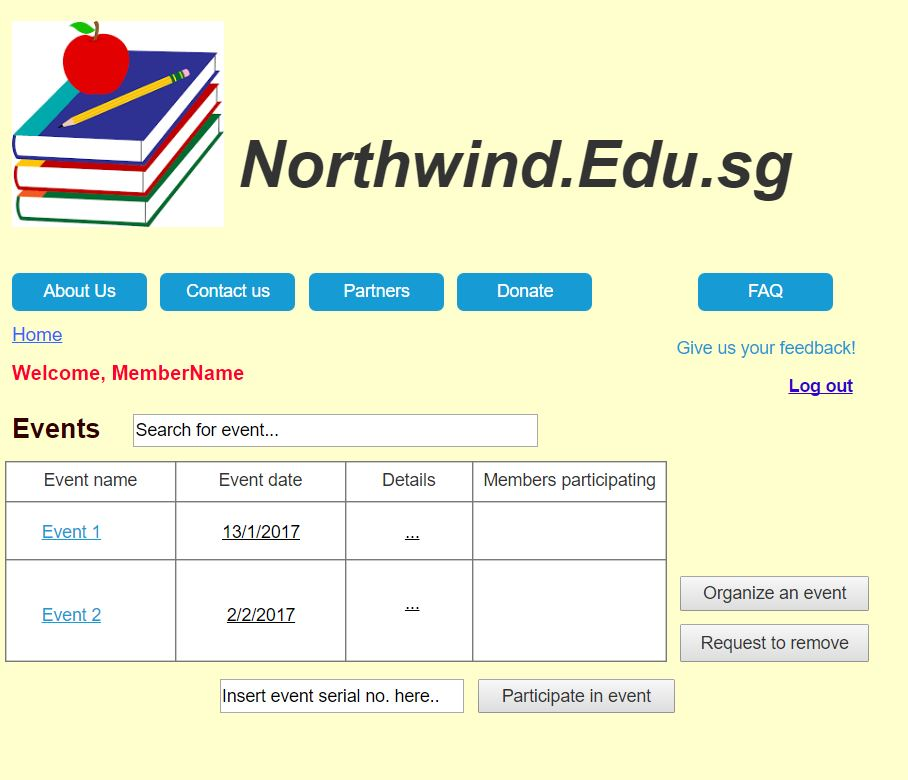 Northwind.Edu.sg
About Us Contact us Partners Donate FAQ
Home
Give us your feedback!
Welcome, MemberName
Log out
Events Search for event...
Event name Event date Details Members participating
Event 1 13/1/2017 ...
Event 2 2/2/2017 ...
Organize an event
Request to remove
Insert event serial no. here.. Participate in event